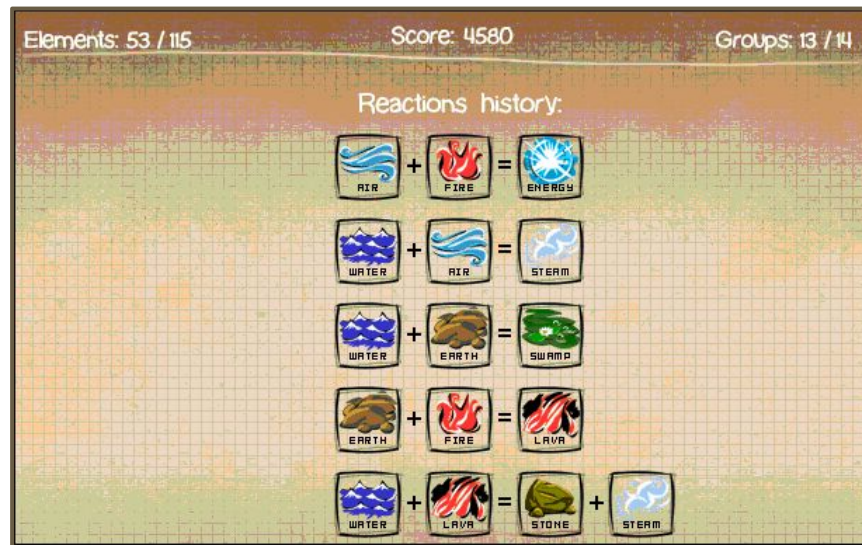 Elements: 53 / 115
Score: 4580
Groups: 13 / 14
Reactions history:
AIR + FIRE = ENERGY
WATER + AIR = STEAM
WATER + EARTH = SWAMP
EARTH + FIRE = LAVA
WATER + LAVA = STONE + STEAM